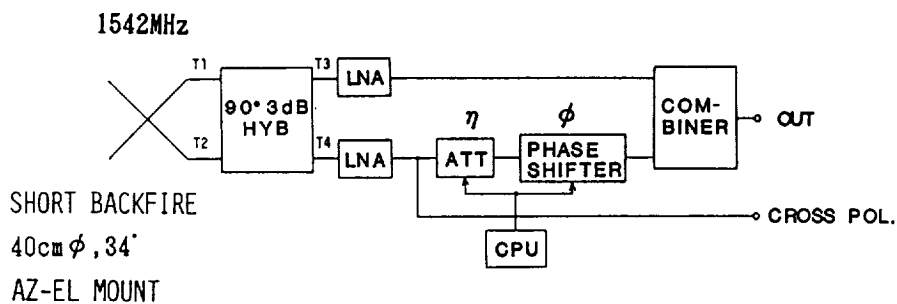 1542MHz
T1
T3
LNA
90° 3dB
HYB
COM-
BINER
OUT
η
φ
T2
T4
LNA
ATT
PHASE
SHIFTER
CROSS POL.
CPU
SHORT BACKFIRE
40cmφ,34°
AZ-EL MOUNT